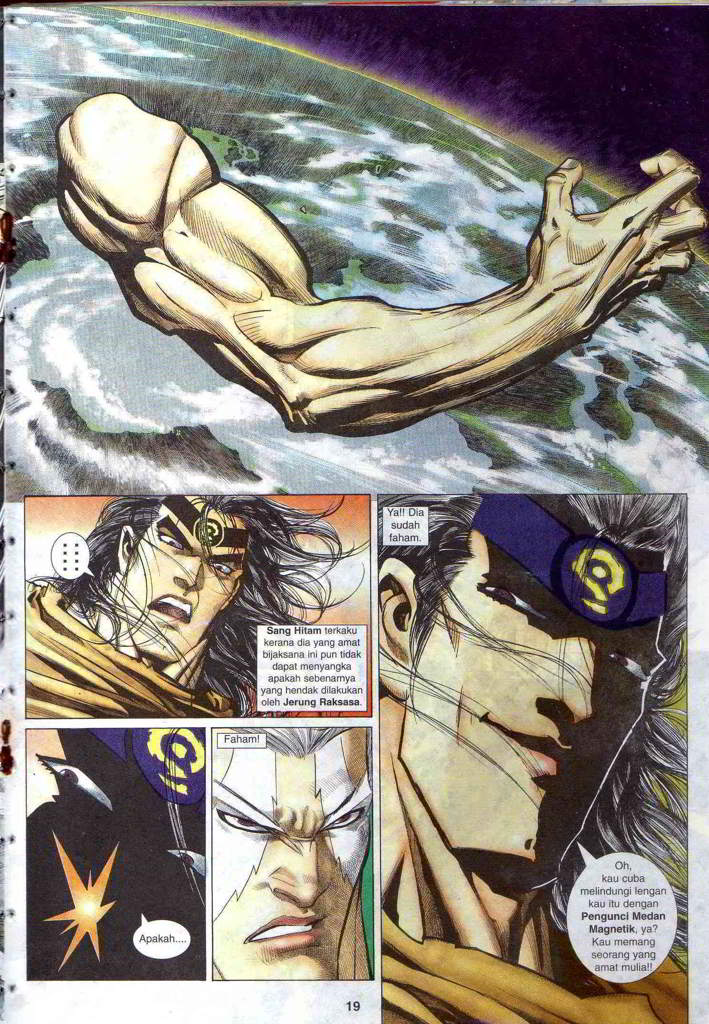 :::
Sang Hitam terkaku
kerana dia yang amat
bijaksana ini pun tidak
dapat menyangka
apakah sebenarnya
yang hendak dilakukan
oleh Jerung Raksasa.
Apakah....
Faham!
Ya!! Dia
sudah
faham.
Oh,
kau cuba
melindungi lengan
kau itu dengan
Pengunci Medan
Magnetik, ya?
Kau memang
seorang yang
amat mulia!!
19